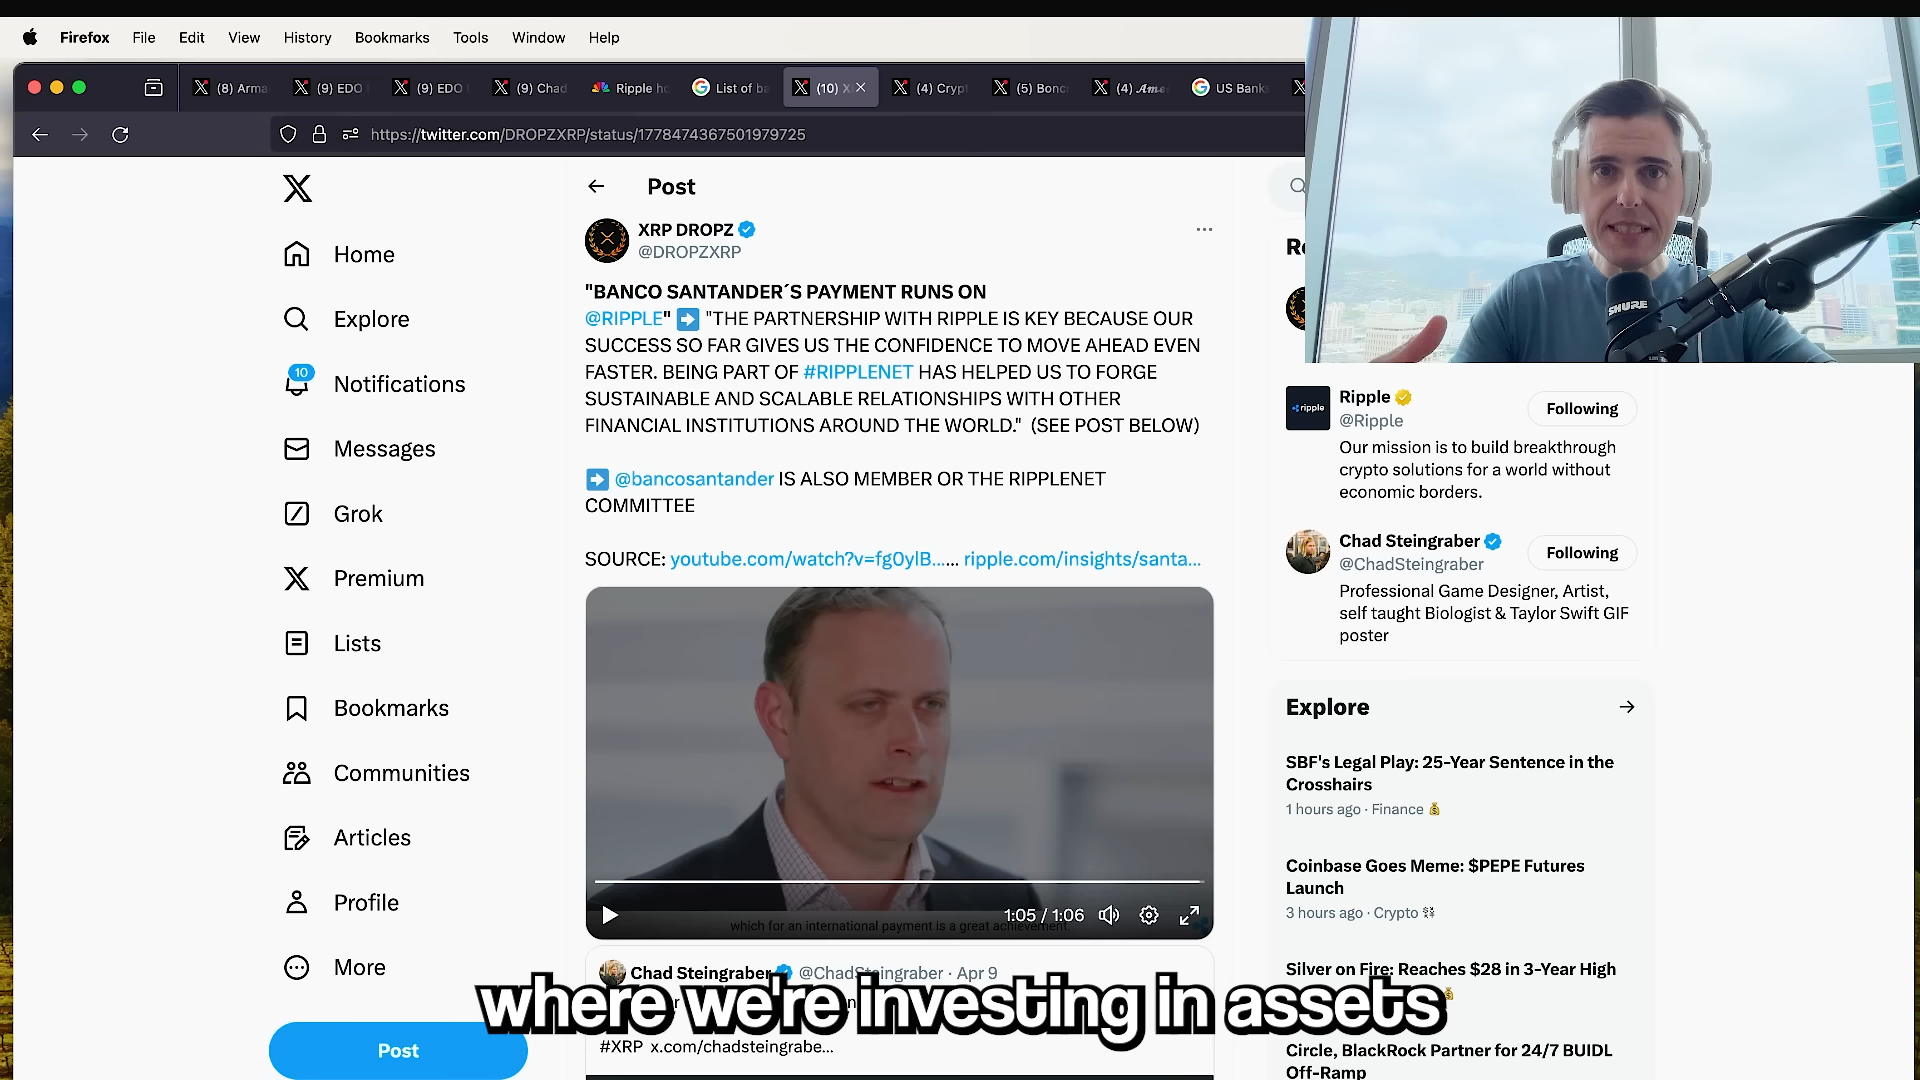 Firefox File Edit View History Bookmarks Tools Window Help
(8) Arma (9) EDO (9) EDO (9) Chad Ripple ho List of ba (10) X (4) Crypt (5) Bonc (4) 𝓐𝓶𝓮 US Bank
https://twitter.com/DROPZXRP/status/1778474367501979725
Home
Explore
10
Notifications
Messages
Grok
Premium
Lists
Bookmarks
Communities
Articles
Profile
More
Post
Post
XRP DROPZ
@DROPZXRP
"BANCO SANTANDER´S PAYMENT RUNS ON
@RIPPLE" ➡ "THE PARTNERSHIP WITH RIPPLE IS KEY BECAUSE OUR
SUCCESS SO FAR GIVES US THE CONFIDENCE TO MOVE AHEAD EVEN
FASTER. BEING PART OF #RIPPLENET HAS HELPED US TO FORGE
SUSTAINABLE AND SCALABLE RELATIONSHIPS WITH OTHER
FINANCIAL INSTITUTIONS AROUND THE WORLD." (SEE POST BELOW)
➡ @bancosantander IS ALSO MEMBER OR THE RIPPLENET
COMMITTEE
SOURCE: youtube.com/watch?v=fg0ylB...... ripple.com/insights/santa...
1:05 / 1:06
which for an international payment is a great achievement.
Chad Steingraber @ChadSteingraber · Apr 9
#XRP x.com/chadsteingrabe...
where we're investing in assets
SHURE
Re
ripple
Ripple
@Ripple
Following
Our mission is to build breakthrough
crypto solutions for a world without
economic borders.
Chad Steingraber
@ChadSteingraber
Following
Professional Game Designer, Artist,
self taught Biologist & Taylor Swift GIF
poster
Explore
SBF's Legal Play: 25-Year Sentence in the
Crosshairs
1 hours ago · Finance 💰
Coinbase Goes Meme: $PEPE Futures
Launch
3 hours ago · Crypto
Silver on Fire: Reaches $28 in 3-Year High
Circle, BlackRock Partner for 24/7 BUIDL
Off-Ramp